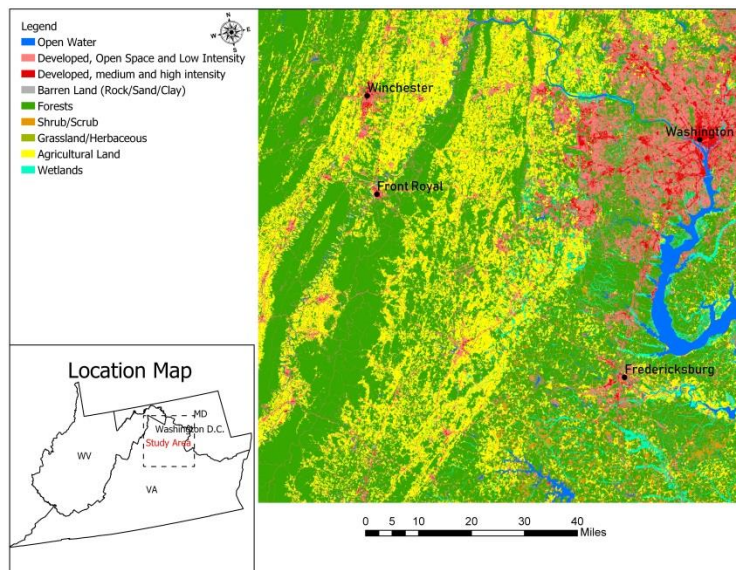 Legend
Open Water
Developed, Open Space and Low Intensity
Developed, medium and high intensity
Barren Land (Rock/Sand/Clay)
Forests
Shrub/Scrub
Grassland/Herbaceous
Agricultural Land
Wetlands
N
W
E
S
Winchester
Washington
Front Royal
Fredericksburg
Location Map
MD
Washington D.C.
Study Area
WV
VA
0 5 10 20 30 40
Miles